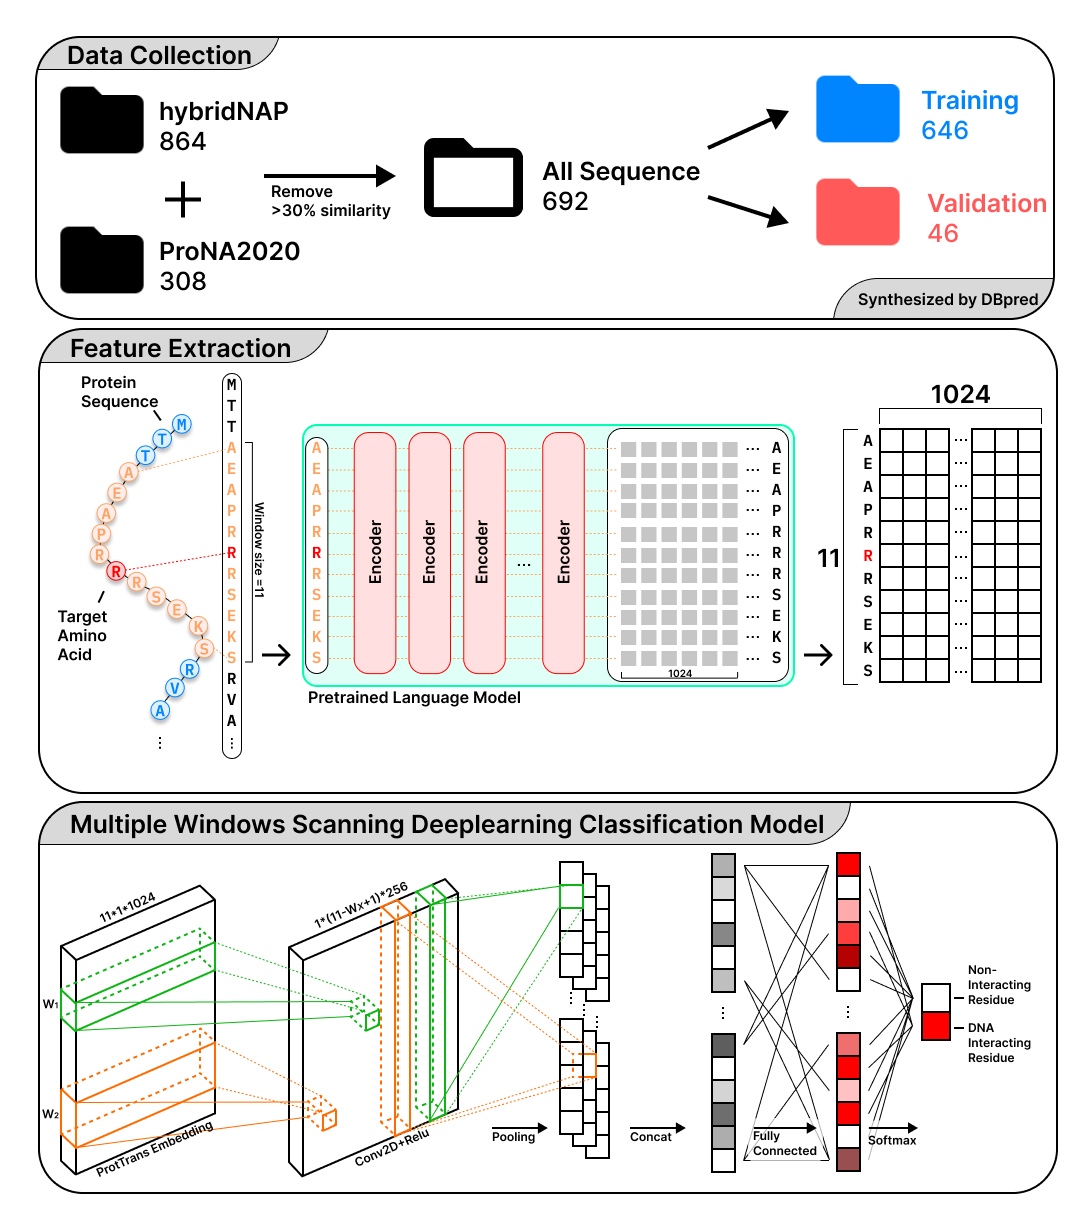 Data Collection
hybridNAP
864
ProNA2020
308
Remove
>30% similarity
All Sequence
692
Training
646
Validation
46
Synthesized by DBpred
Feature Extraction
Protein
Sequence
M
T
T
A
E
A
P
R
R
R
S
E
K
S
R
V
A
⋮
Target
Amino
Acid
M
T
T
A
E
A
P
R
R
R
S
E
K
S
R
V
A
⋮
Window size =11
A
E
A
P
R
R
R
S
E
K
S
Encoder
Encoder
Encoder
...
Encoder
... A
... E
... A
... P
... R
... R
... R
... S
... E
... K
... S
1024
Pretrained Language Model
1024
11
A ...
E ...
A ...
P ...
R ...
R ...
R ...
S ...
E ...
K ...
S ...
Multiple Windows Scanning Deeplearning Classification Model
11*1*1024
W₁
W₂
ProtTrans Embedding
1*(11-Wx+1)*256
Conv2D+Relu
Pooling
Concat
Fully
Connected
Softmax
Non-
Interacting
Residue
DNA
Interacting
Residue